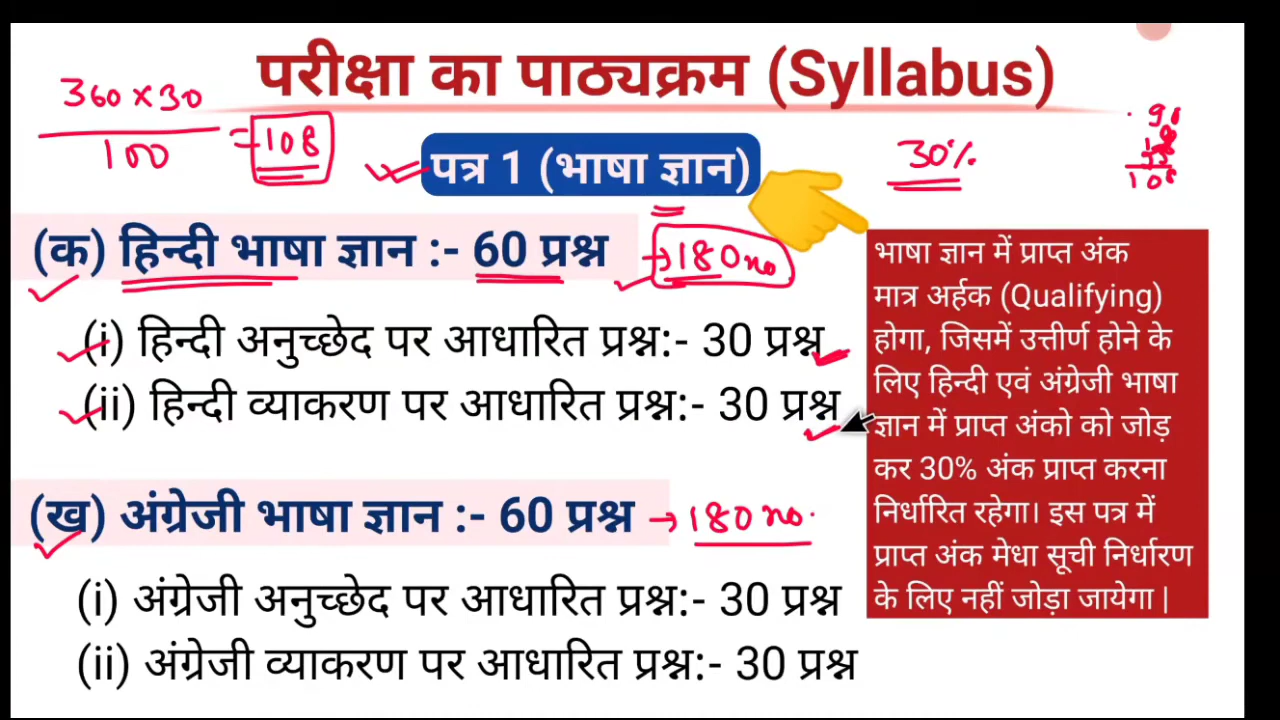 परीक्षा का पाठ्यक्रम (Syllabus)
360 x 30
100
= 108
30%
108
पत्र 1 (भाषा ज्ञान)
(क) हिन्दी भाषा ज्ञान :- 60 प्रश्न → 180 no
(i) हिन्दी अनुच्छेद पर आधारित प्रश्न:- 30 प्रश्न
(ii) हिन्दी व्याकरण पर आधारित प्रश्न:- 30 प्रश्न
(ख) अंग्रेजी भाषा ज्ञान :- 60 प्रश्न → 180 no.
(i) अंग्रेजी अनुच्छेद पर आधारित प्रश्न:- 30 प्रश्न
(ii) अंग्रेजी व्याकरण पर आधारित प्रश्न:- 30 प्रश्न
भाषा ज्ञान में प्राप्त अंक
मात्र अर्हक (Qualifying)
होगा, जिसमें उत्तीर्ण होने के
लिए हिन्दी एवं अंग्रेजी भाषा
ज्ञान में प्राप्त अंको को जोड़
कर 30% अंक प्राप्त करना
निर्धारित रहेगा। इस पत्र में
प्राप्त अंक मेधा सूची निर्धारण
के लिए नहीं जोड़ा जायेगा |